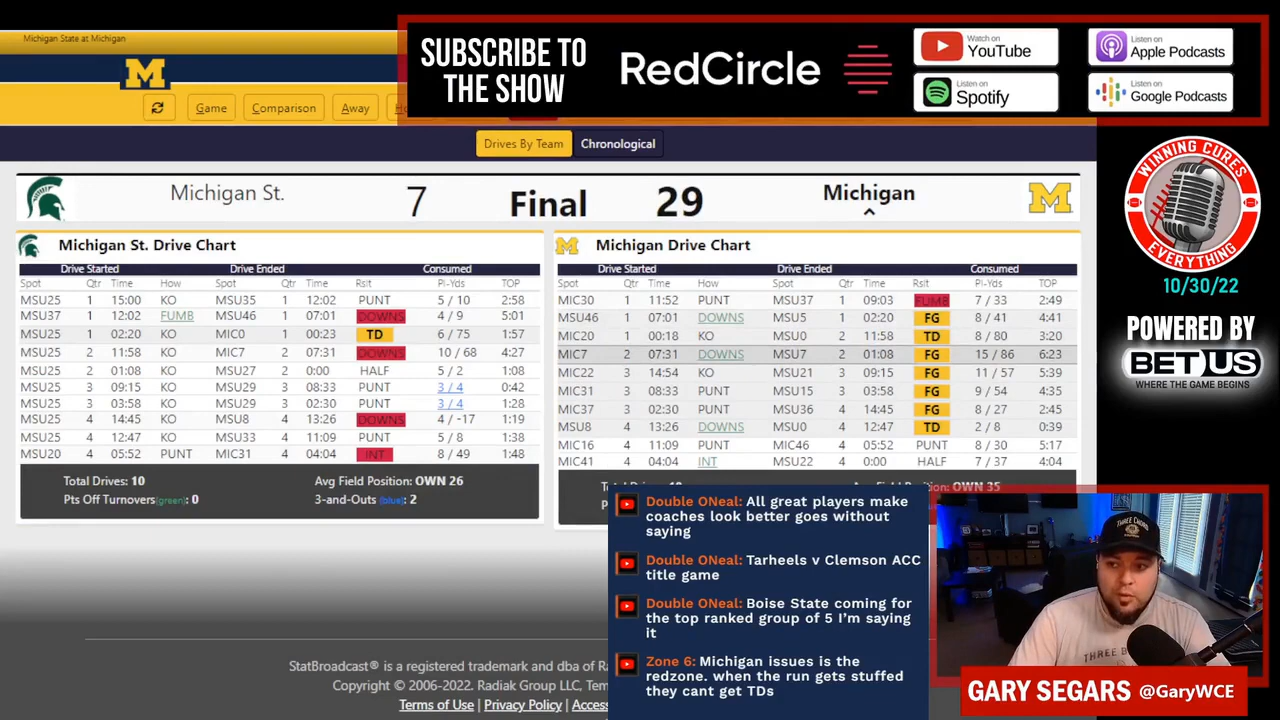 Michigan State at Michigan
SUBSCRIBE TO
THE SHOW
RedCircle
Watch on
YouTube
Listen on
Spotify
Listen on
Apple Podcasts
Listen on
Google Podcasts
M
Game
Comparison
Away
Drives By Team
Chronological
Michigan St.
7
Final
29
Michigan
M
WINNING CURES
EVERYTHING
10/30/22
POWERED BY
BETUS
WHERE THE GAME BEGINS
Michigan St. Drive Chart
Drive Started Drive Ended Consumed
Spot Qtr Time How Spot Qtr Time Rslt Pl-Yds TOP
MSU25 1 15:00 KO MSU35 1 12:02 PUNT 5 / 10 2:58
MSU37 1 12:02 FUMB MSU46 1 07:01 DOWNS 4 / 9 5:01
MSU25 1 02:20 KO MIC0 1 00:23 TD 6 / 75 1:57
MSU25 2 11:58 KO MIC7 2 07:31 DOWNS 10 / 68 4:27
MSU25 2 01:08 KO MSU27 2 0:00 HALF 5 / 2 1:08
MSU25 3 09:15 KO MSU29 3 08:33 PUNT 3 / 4 0:42
MSU25 3 03:58 KO MSU29 3 02:30 PUNT 3 / 4 1:28
MSU25 4 14:45 KO MSU8 4 13:26 DOWNS 4 / -17 1:19
MSU25 4 12:47 KO MSU33 4 11:09 PUNT 5 / 8 1:38
MSU20 4 05:52 PUNT MIC31 4 04:04 INT 8 / 49 1:48
Total Drives: 10 Avg Field Position: OWN 26
Pts Off Turnovers(green): 0 3-and-Outs (blue): 2
M
Michigan Drive Chart
Drive Started Drive Ended Consumed
Spot Qtr Time How Spot Qtr Time Rslt Pl-Yds TOP
MIC30 1 11:52 PUNT MSU37 1 09:03 FUMB 7 / 33 2:49
MSU46 1 07:01 DOWNS MSU5 1 02:20 FG 8 / 41 4:41
MIC20 1 00:18 KO MSU0 2 11:58 TD 8 / 80 3:20
MIC7 2 07:31 DOWNS MSU7 2 01:08 FG 15 / 86 6:23
MIC22 3 14:54 KO MSU21 3 09:15 FG 11 / 57 5:39
MIC31 3 08:33 PUNT MSU15 3 03:58 FG 9 / 54 4:35
MIC37 3 02:30 PUNT MSU36 4 14:45 FG 8 / 27 2:45
MSU8 4 13:26 DOWNS MSU0 4 12:47 TD 2 / 8 0:39
MIC16 4 11:09 PUNT MIC46 4 05:52 PUNT 8 / 30 5:17
MIC41 4 04:04 INT MSU22 4 0:00 HALF 7 / 37 4:04
OWN 35
Double ONeal: All great players make
coaches look better goes without
saying
Double ONeal: Tarheels v Clemson ACC
title game
Double ONeal: Boise State coming for
the top ranked group of 5 I'm saying
it
Zone 6: Michigan issues is the
redzone. when the run gets stuffed
they cant get TDs
StatBroadcast® is a registered trademark and dba of
Copyright © 2006-2022. Radiak Group LLC,
Terms of Use | Privacy Policy |
THREE B
GARY SEGARS @GaryWCE